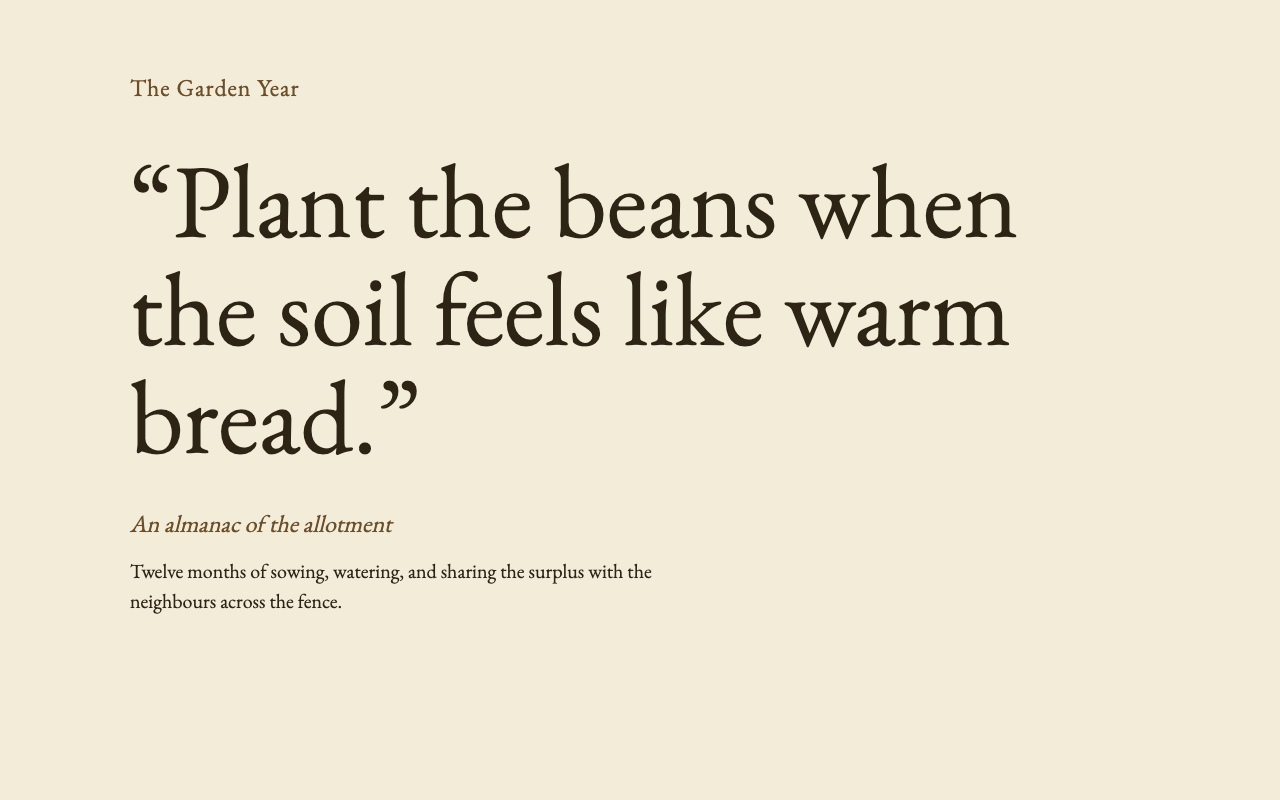 The Garden Year
“Plant the beans when
the soil feels like warm
bread.”
An almanac of the allotment
Twelve months of sowing, watering, and sharing the surplus with the
neighbours across the fence.